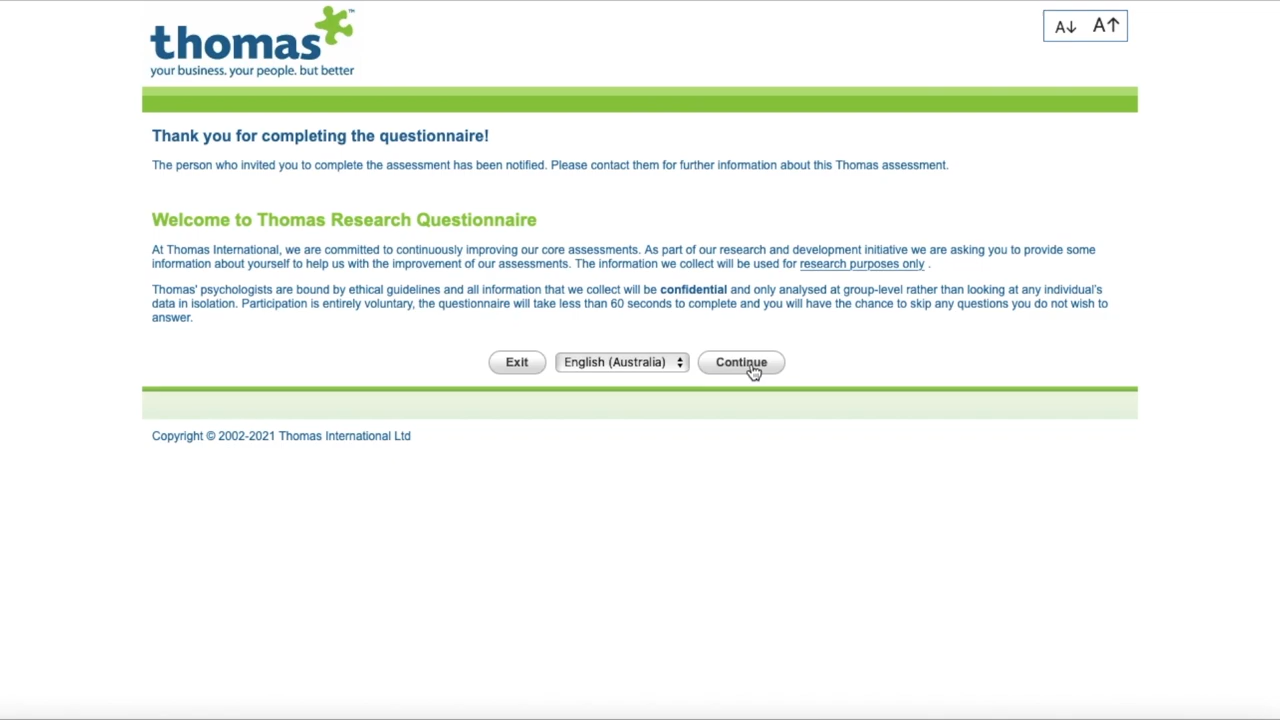 thomas™
your business. your people. but better
A↓ A↑
Thank you for completing the questionnaire!
The person who invited you to complete the assessment has been notified. Please contact them for further information about this Thomas assessment.
Welcome to Thomas Research Questionnaire
At Thomas International, we are committed to continuously improving our core assessments. As part of our research and development initiative we are asking you to provide some
information about yourself to help us with the improvement of our assessments. The information we collect will be used for research purposes only .
Thomas' psychologists are bound by ethical guidelines and all information that we collect will be confidential and only analysed at group-level rather than looking at any individual's
data in isolation. Participation is entirely voluntary, the questionnaire will take less than 60 seconds to complete and you will have the chance to skip any questions you do not wish to
answer.
Exit English (Australia) Continue
Copyright © 2002-2021 Thomas International Ltd